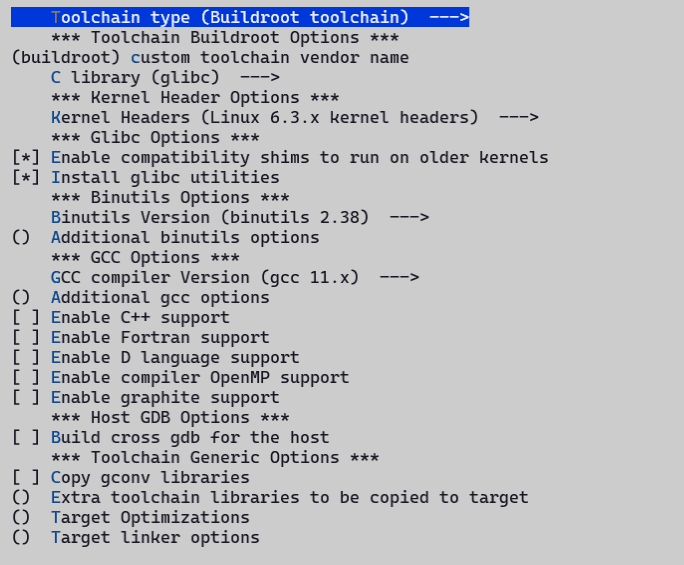 Toolchain type (Buildroot toolchain)  --->
*** Toolchain Buildroot Options ***
(buildroot) custom toolchain vendor name
C library (glibc)  --->
*** Kernel Header Options ***
Kernel Headers (Linux 6.3.x kernel headers)  --->
*** Glibc Options ***
[*] Enable compatibility shims to run on older kernels
[*] Install glibc utilities
*** Binutils Options ***
Binutils Version (binutils 2.38)  --->
()  Additional binutils options
*** GCC Options ***
GCC compiler Version (gcc 11.x)  --->
()  Additional gcc options
[ ] Enable C++ support
[ ] Enable Fortran support
[ ] Enable D language support
[ ] Enable compiler OpenMP support
[ ] Enable graphite support
*** Host GDB Options ***
[ ] Build cross gdb for the host
*** Toolchain Generic Options ***
[ ] Copy gconv libraries
()  Extra toolchain libraries to be copied to target
()  Target Optimizations
()  Target linker options